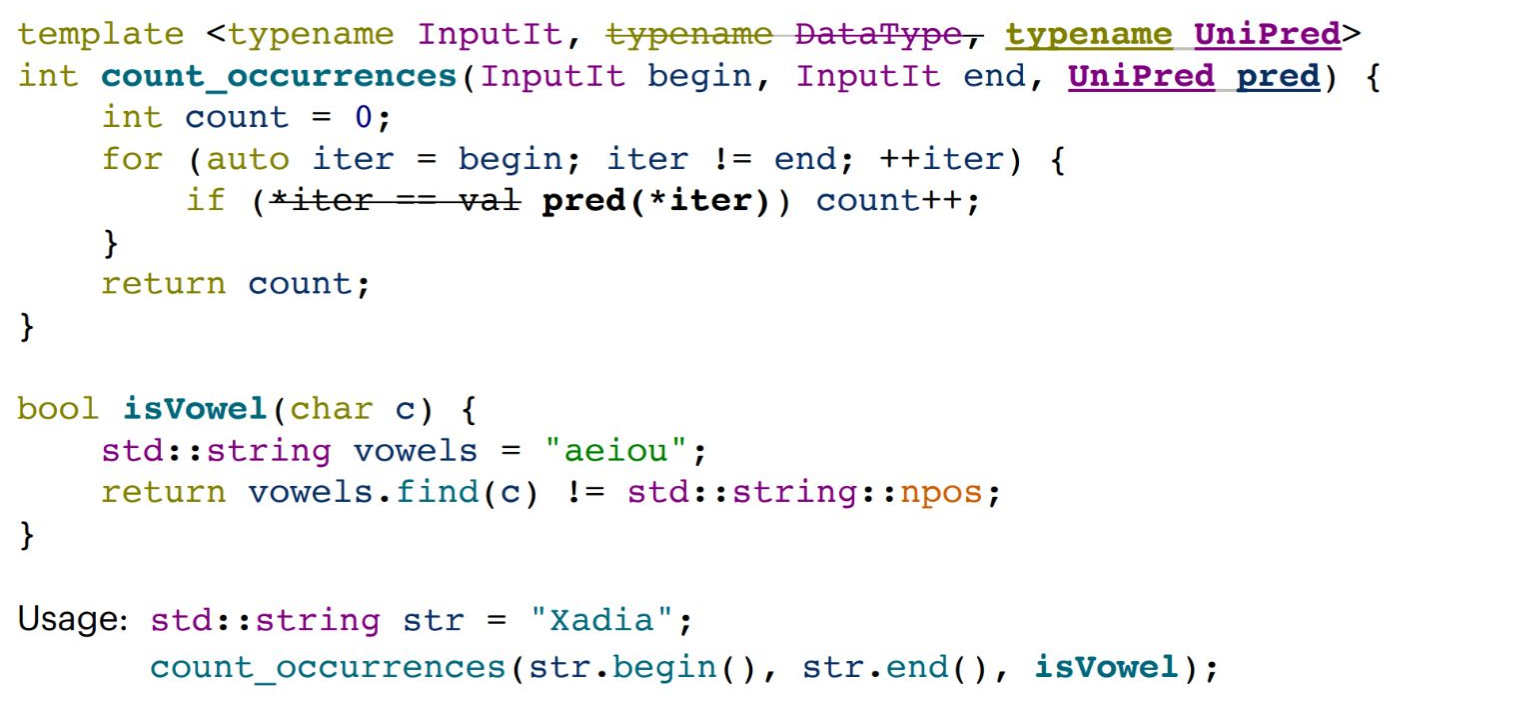 template <typename InputIt, typename DataType, typename UniPred>
int count_occurrences(InputIt begin, InputIt end, UniPred pred) {
    int count = 0;
    for (auto iter = begin; iter != end; ++iter) {
        if (*iter == val pred(*iter)) count++;
    }
    return count;
}
bool isVowel(char c) {
    std::string vowels = "aeiou";
    return vowels.find(c) != std::string::npos;
}
Usage: std::string str = "Xadia";
count_occurrences(str.begin(), str.end(), isVowel);